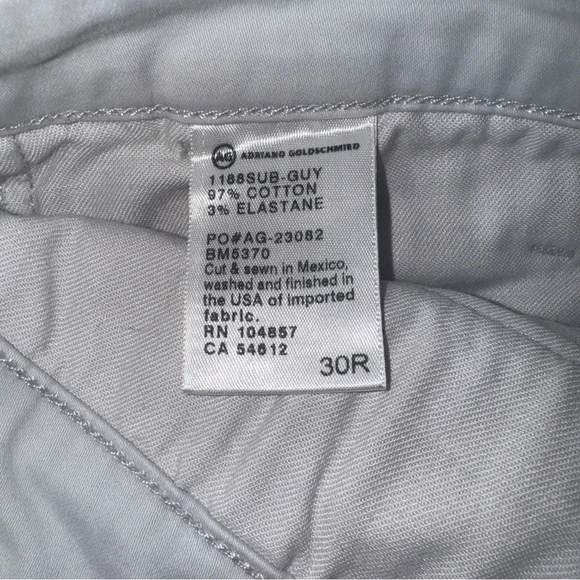 AG ADRIANO GOLDSCHMIED
1188SUB-GUY
97% COTTON
3% ELASTANE
PO#AG-23082
BM5370
Cut & sewn in Mexico,
washed and finished in
the USA of imported
fabric.
RN 104857
CA 54612
30R